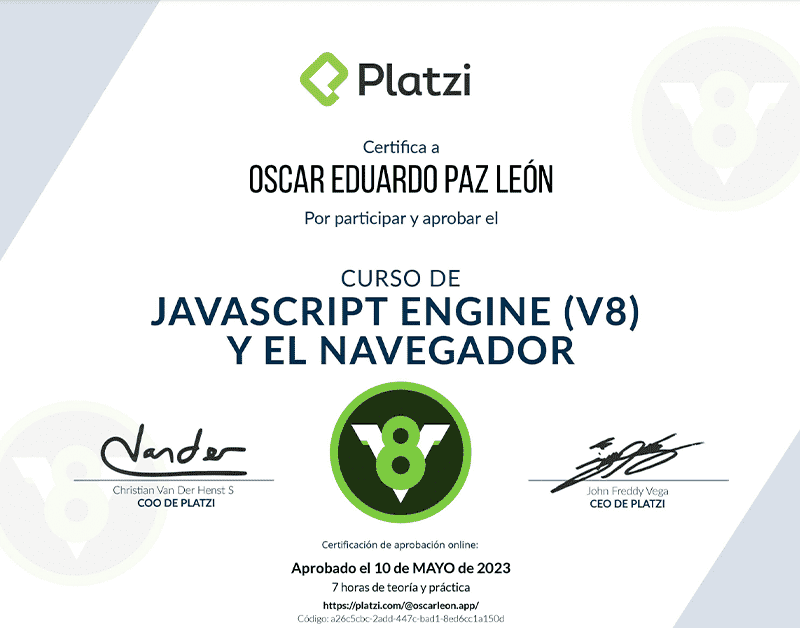 Platzi
Certifica a
OSCAR EDUARDO PAZ LEÓN
Por participar y aprobar el
CURSO DE
JAVASCRIPT ENGINE (V8)
Y EL NAVEGADOR
Vander
Christian Van Der Henst S
COO DE PLATZI
V8
John Freddy Vega
CEO DE PLATZI
Certificación de aprobación online:
Aprobado el 10 de MAYO de 2023
7 horas de teoría y práctica
https://platzi.com/@oscarleon.app/
Código: a26c5cbc-2add-447c-bad1-8ed6cc1a150d